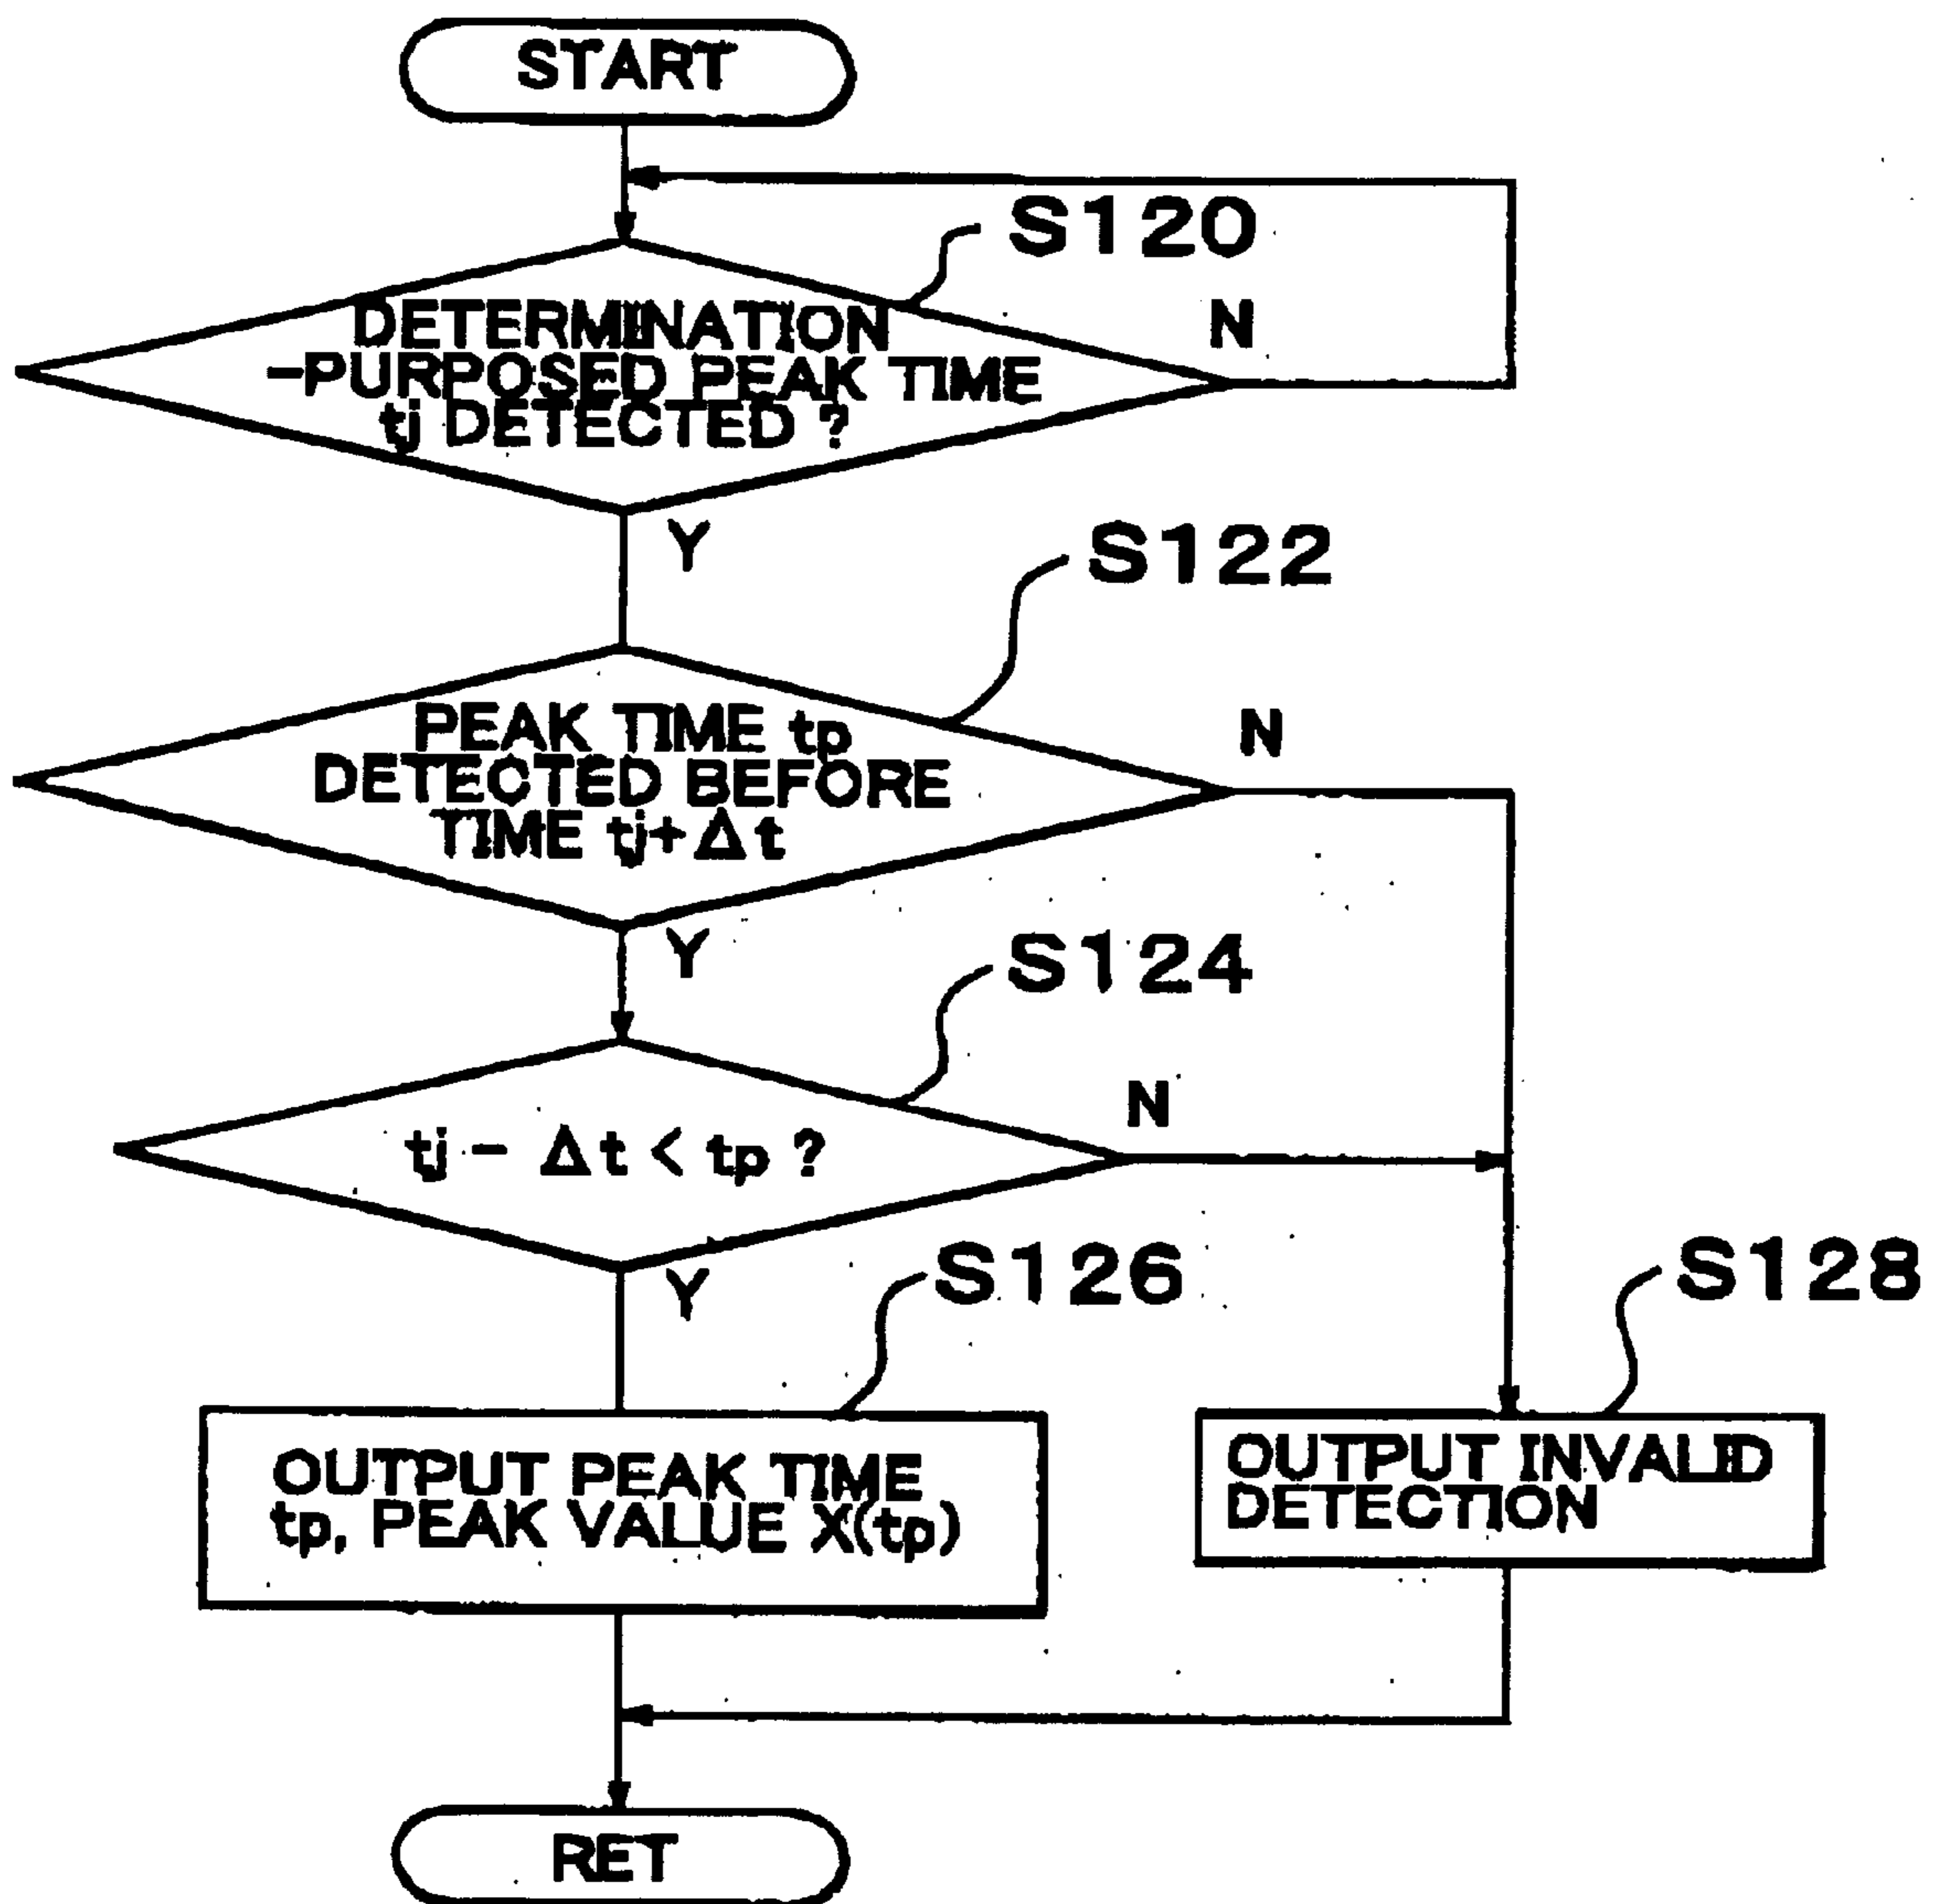 START
S120
DETERMINATION
-PURPOSED PEAK TIME
tj DETECTED ?
N
Y
S122
PEAK TIME tp
DETECTED BEFORE
TIME tj+Δt
N
Y
S124
tj - Δt < tp ?
N
Y
S126
S128
OUTPUT PEAK TIME
tp, PEAK VALUE X(tp)
OUTPUT INVALID
DETECTION
RET